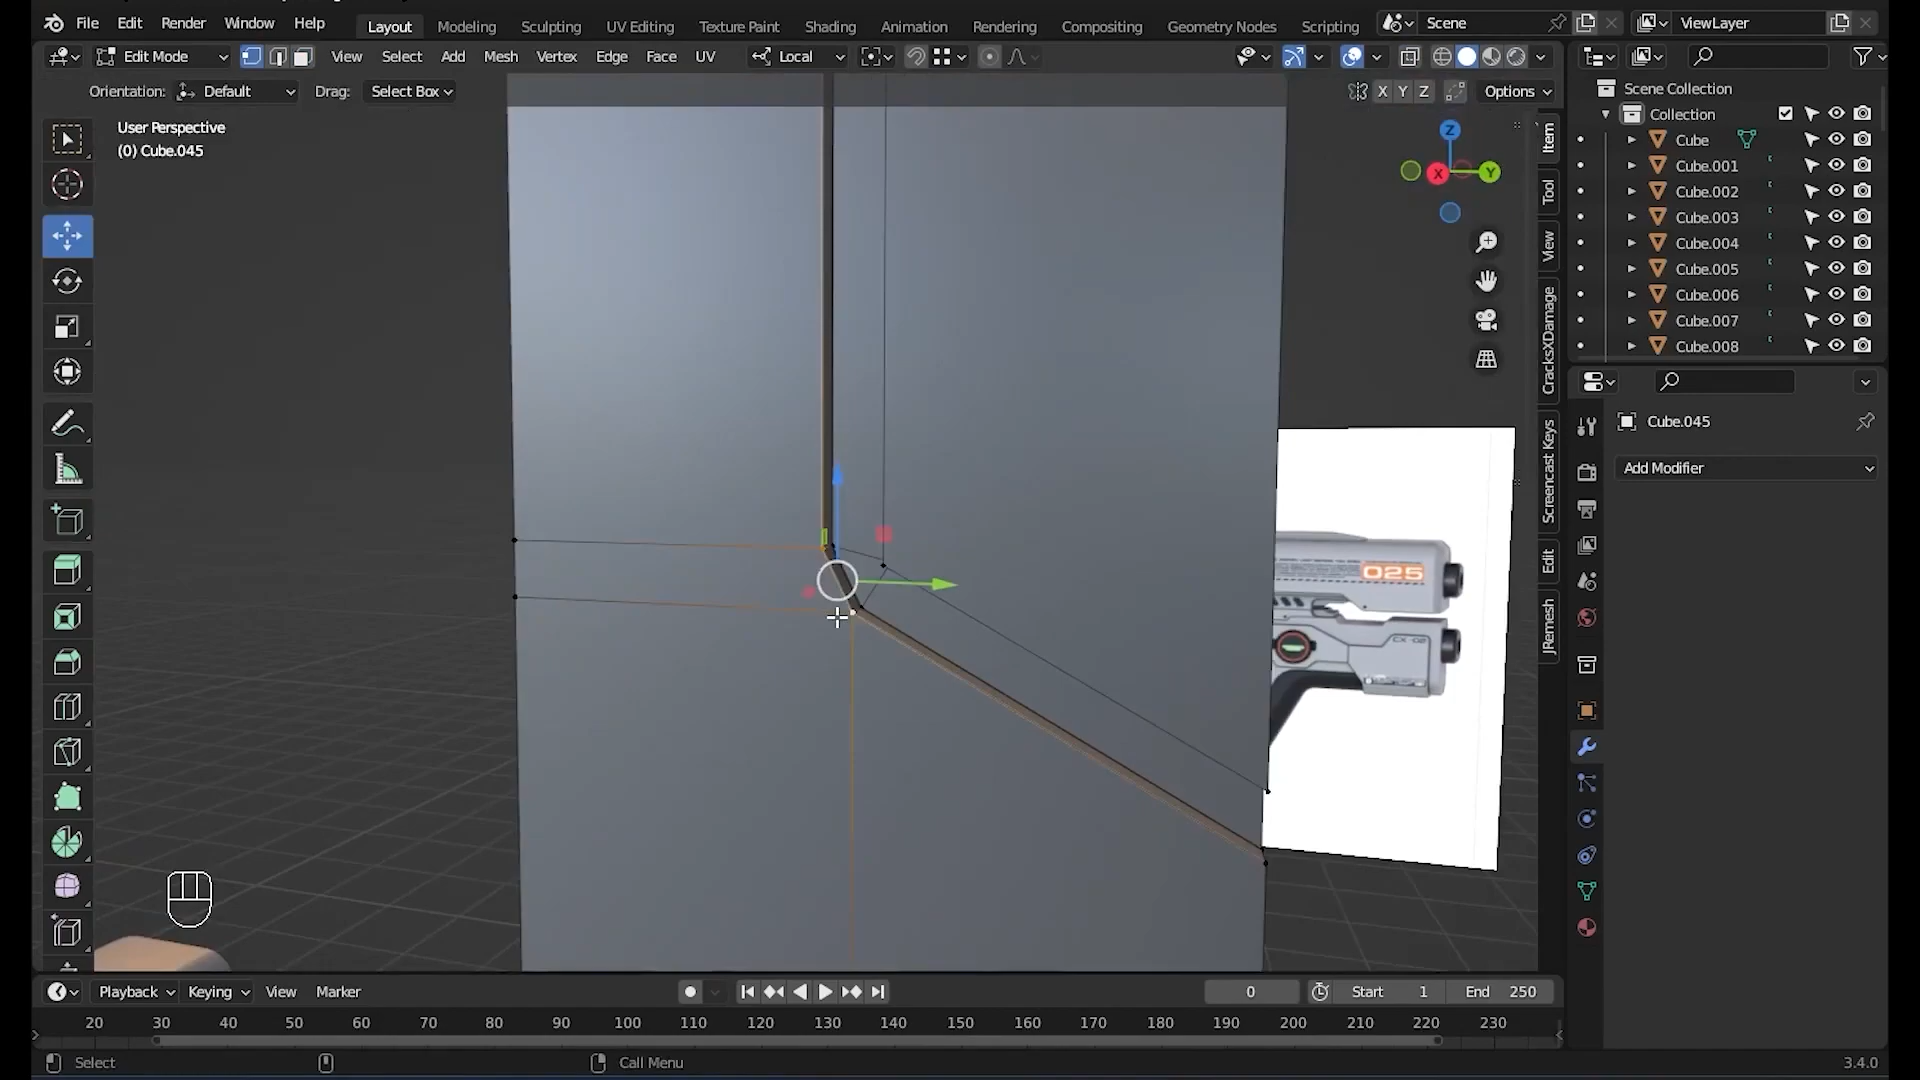 File Edit Render Window Help Layout Modeling Sculpting UV Editing Texture Paint Shading Animation Rendering Compositing Geometry Nodes Scripting Scene ViewLayer
Edit Mode View Select Add Mesh Vertex Edge Face UV Local
Orientation: Default Drag: Select Box X Y Z Options
User Perspective
(0) Cube.045
Z
X
Y
Item
Tool
View
CracksXDamage
Screencast Keys
Edit
JRemesh
025
CX-02
Scene Collection
Collection
Cube
Cube.001
Cube.002
Cube.003
Cube.004
Cube.005
Cube.006
Cube.007
Cube.008
Cube.045
Add Modifier
Playback Keying View Marker 0 Start 1 End 250
20 30 40 50 60 70 80 90 100 110 120 130 140 150 160 170 180 190 200 210 220 230
Select Call Menu 3.4.0